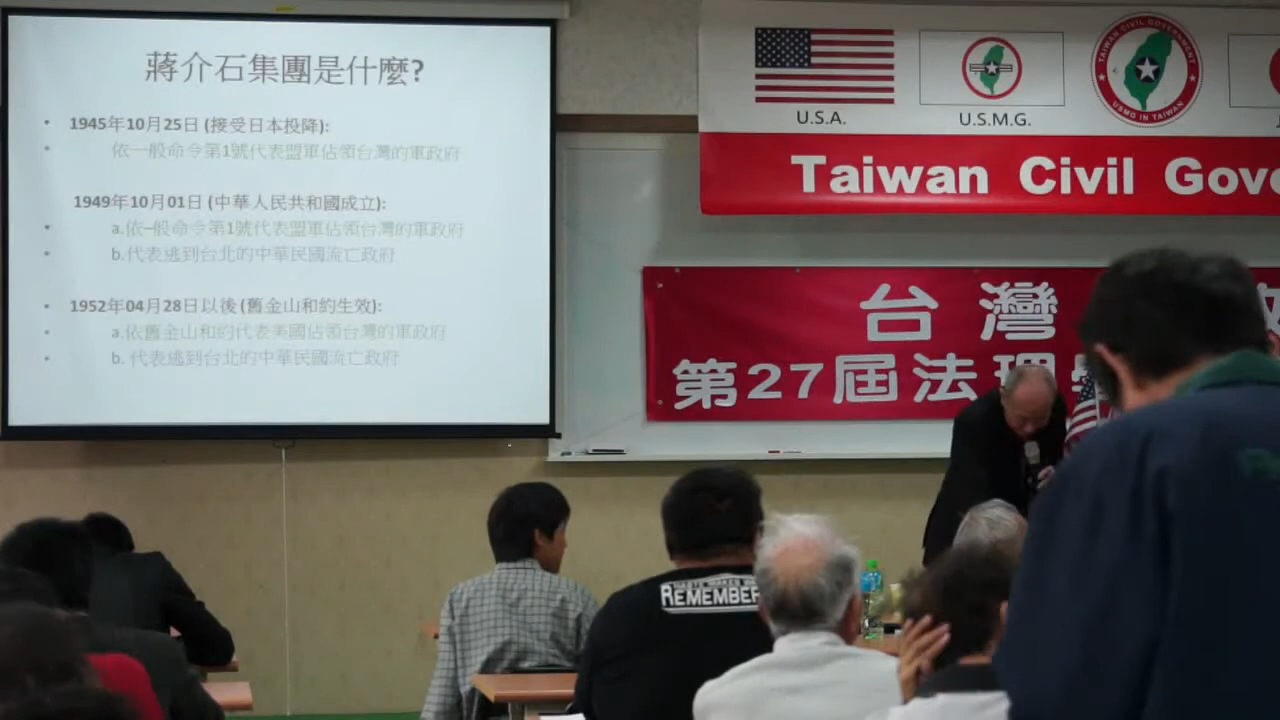 蔣介石集團是什麼?
• 1945年10月25日 (接受日本投降):
• 依一般命令第1號代表盟軍佔領台灣的軍政府
1949年10月01日 (中華人民共和國成立):
• a.依一般命令第1號代表盟軍佔領台灣的軍政府
• b.代表逃到台北的中華民國流亡政府
• 1952年04月28日以後 (舊金山和約生效):
• a.依舊金山和約代表美國佔領台灣的軍政府
• b. 代表逃到台北的中華民國流亡政府
U.S.A.
U.S.M.G.
TAIWAN CIVIL GOVERNMENT
USMG IN TAIWAN
Taiwan Civil Gove
台灣
第27屆法理學
REMEMBER